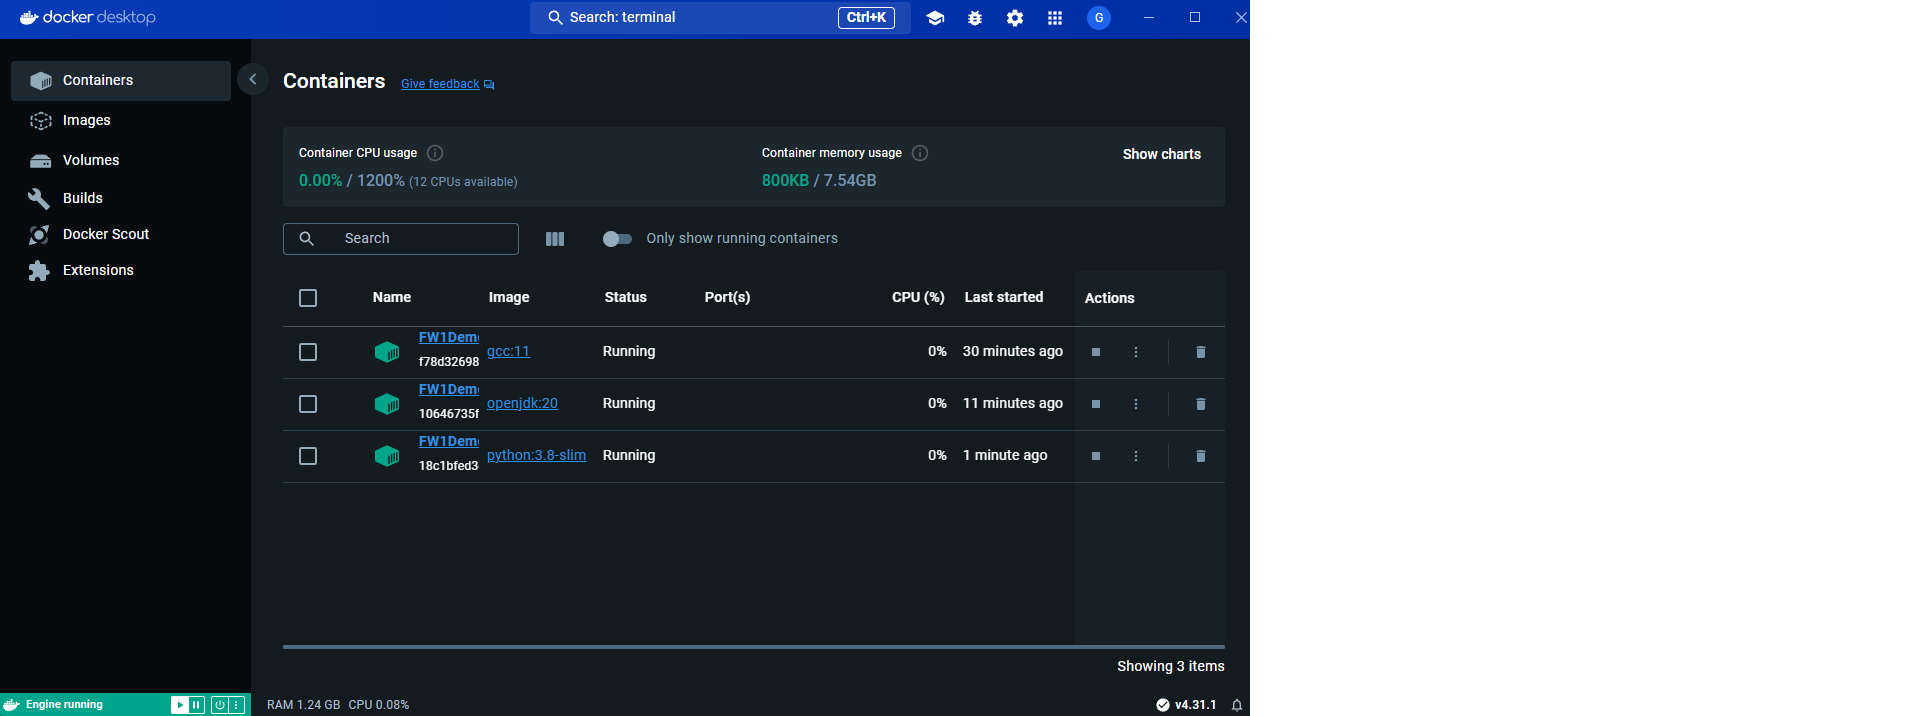 docker desktop
Search: terminal
Ctrl+K
G
Containers
Images
Volumes
Builds
Docker Scout
Extensions
Containers
Give feedback
Container CPU usage
0.00% / 1200% (12 CPUs available)
Container memory usage
800KB / 7.54GB
Show charts
Search
Only show running containers
Name Image Status Port(s) CPU (%) Last started Actions
FW1Dem
f78d32698
gcc:11 Running 0% 30 minutes ago
FW1Dem
10646735f
openjdk:20 Running 0% 11 minutes ago
FW1Dem
18c1bfed3
python:3.8-slim Running 0% 1 minute ago
Showing 3 items
Engine running
RAM 1.24 GB CPU 0.08%
v4.31.1